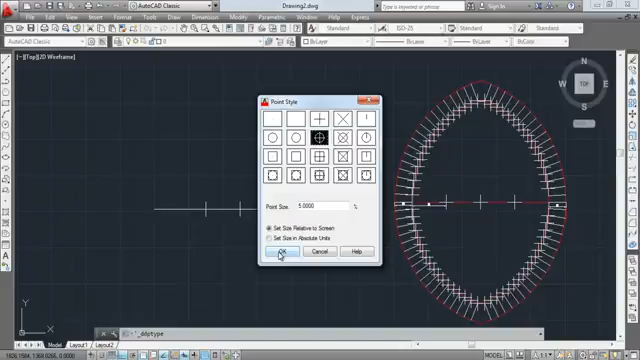 AutoCAD Classic
Drawing2.dwg
Type a keyword or phrase
Sign In
File Edit View Insert Format Tools Draw Dimension Modify Parametric Window Help Express
Standard
ISO-25
Standard
0
ByLayer
ByLayer
[–][Top][2D Wireframe]
N
W TOP E
S
Point Style
Point Size: 5.0000 %
Set Size Relative to Screen
Set Size in Absolute Units
OK Cancel Help
Y
X
'_ddptype
Model Layout1 Layout2
MODEL 1:1